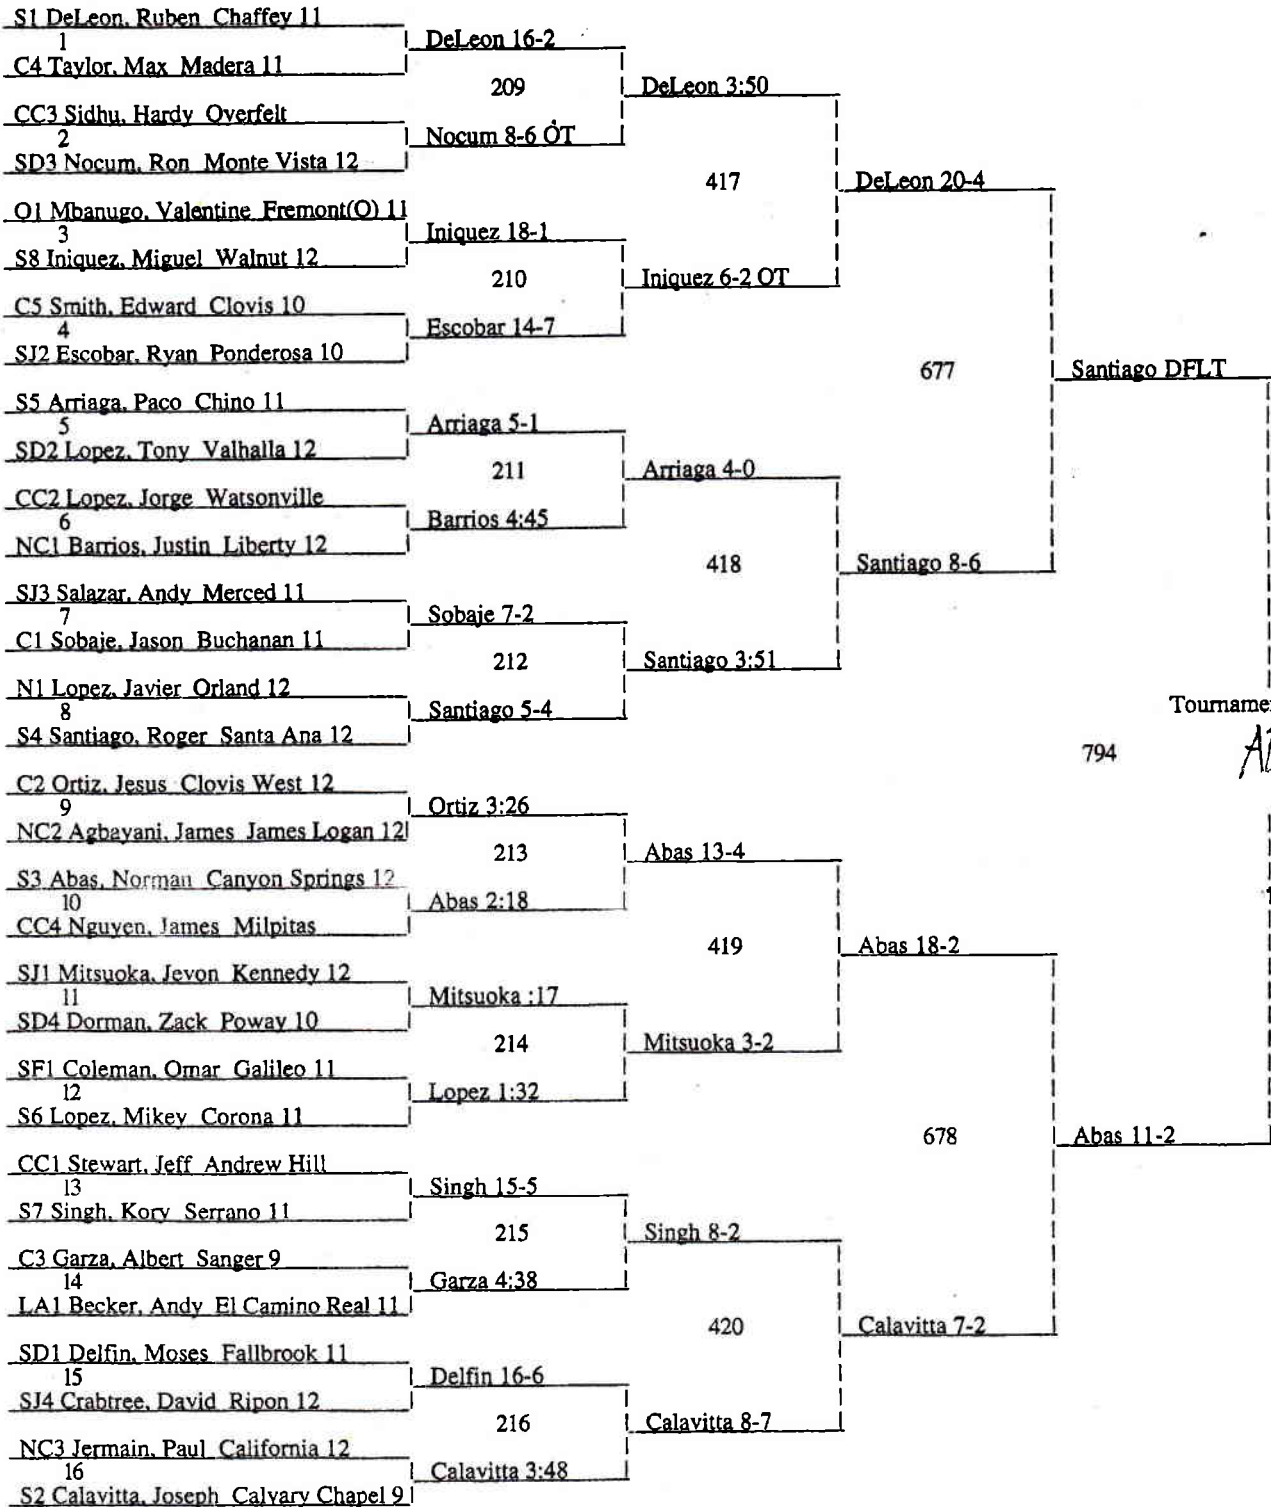 S1 DeLeon, Ruben Chaffey 11
1
C4 Taylor, Max Madera 11
CC3 Sidhu, Hardy Overfelt
2
SD3 Nocum, Ron Monte Vista 12
O1 Mbanugo, Valentine Fremont(O) 11
3
S8 Iniquez, Miguel Walnut 12
C5 Smith, Edward Clovis 10
4
SJ2 Escobar, Ryan Ponderosa 10
S5 Arriaga, Paco Chino 11
5
SD2 Lopez, Tony Valhalla 12
CC2 Lopez, Jorge Watsonville
6
NC1 Barrios, Justin Liberty 12
SJ3 Salazar, Andy Merced 11
7
C1 Sobaje, Jason Buchanan 11
N1 Lopez, Javier Orland 12
8
S4 Santiago, Roger Santa Ana 12
C2 Ortiz, Jesus Clovis West 12
9
NC2 Agbayani, James James Logan 12
S3 Abas, Norman Canyon Springs 12
10
CC4 Nguyen, James Milpitas
SJ1 Mitsuoka, Jevon Kennedy 12
11
SD4 Dorman, Zack Poway 10
SF1 Coleman, Omar Galileo 11
12
S6 Lopez, Mikey Corona 11
CC1 Stewart, Jeff Andrew Hill
13
S7 Singh, Kory Serrano 11
C3 Garza, Albert Sanger 9
14
LA1 Becker, Andy El Camino Real 11
SD1 Delfin, Moses Fallbrook 11
15
SJ4 Crabtree, David Ripon 12
NC3 Jermain, Paul California 12
16
S2 Calavitta, Joseph Calvary Chapel 9
DeLeon 16-2
209
Nocum 8-6 OT
Iniquez 18-1
210
Escobar 14-7
Arriaga 5-1
211
Barrios 4:45
Sobaje 7-2
212
Santiago 5-4
Ortiz 3:26
213
Abas 2:18
Mitsuoka :17
214
Lopez 1:32
Singh 15-5
215
Garza 4:38
Delfin 16-6
216
Calavitta 3:48
DeLeon 3:50
417
Iniquez 6-2 OT
Arriaga 4-0
418
Santiago 3:51
Abas 13-4
419
Mitsuoka 3-2
Singh 8-2
420
Calavitta 8-7
DeLeon 20-4
677
Santiago 8-6
Abas 18-2
678
Calavitta 7-2
Santiago DFLT
794
Abas 11-2